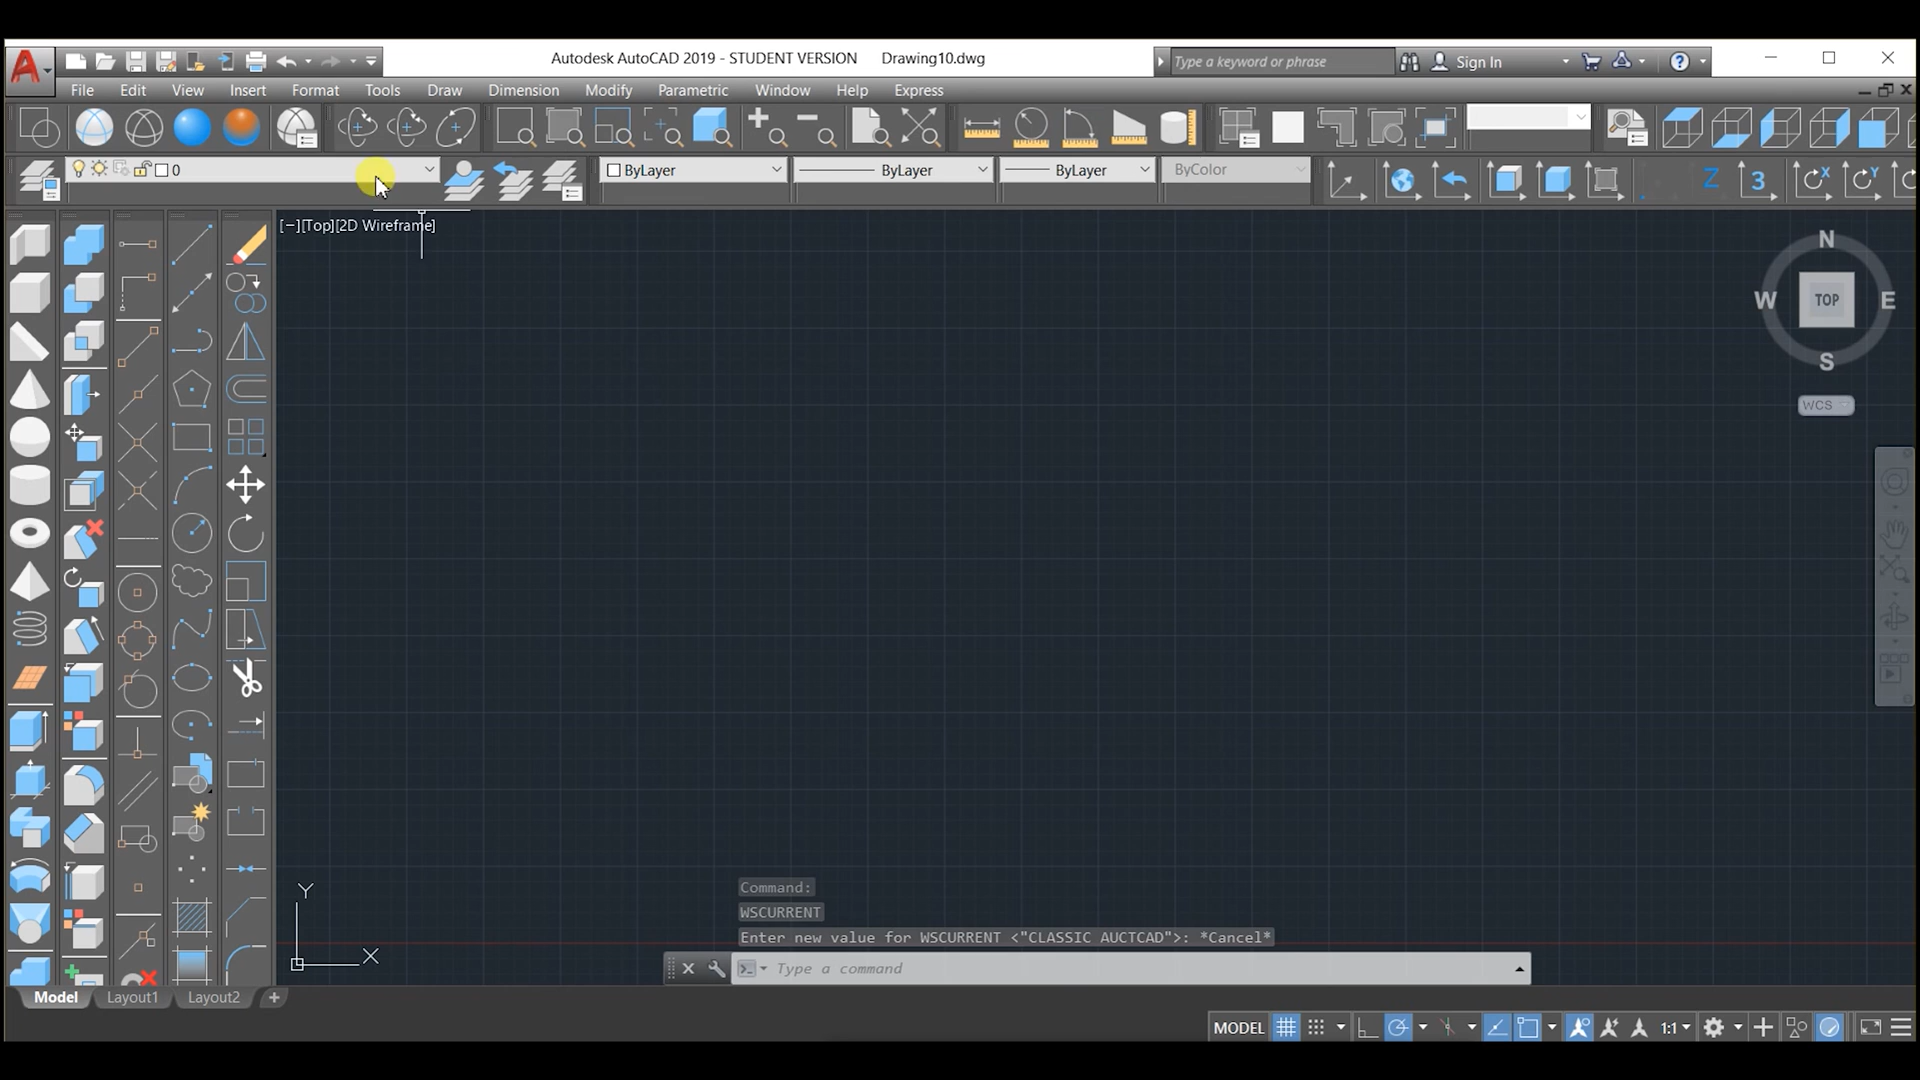 Autodesk AutoCAD 2019 - STUDENT VERSION Drawing10.dwg
Type a keyword or phrase
Sign In
File Edit View Insert Format Tools Draw Dimension Modify Parametric Window Help Express
0
ByLayer
ByLayer
ByLayer
ByColor
Z
3
X
Y
[−][Top][2D Wireframe]
N
W
TOP
E
S
WCS
Y
X
Command:
WSCURRENT
Enter new value for WSCURRENT <"CLASSIC AUCTCAD">: *Cancel*
Type a command
Model Layout1 Layout2 +
MODEL
1:1